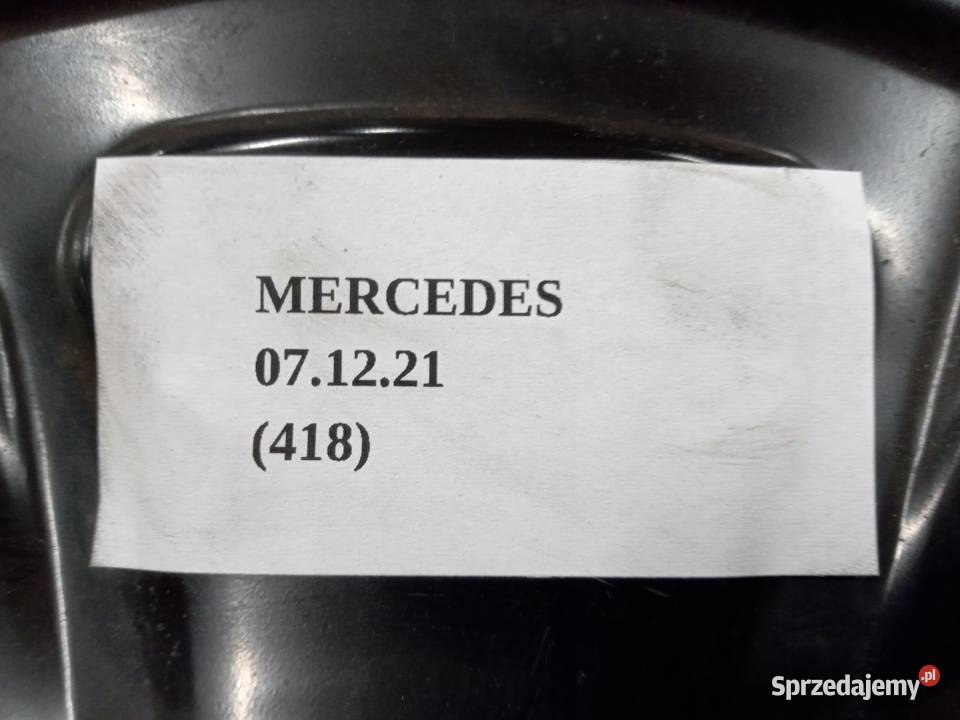 MERCEDES
07.12.21
(418)
Sprzedajemy.pl